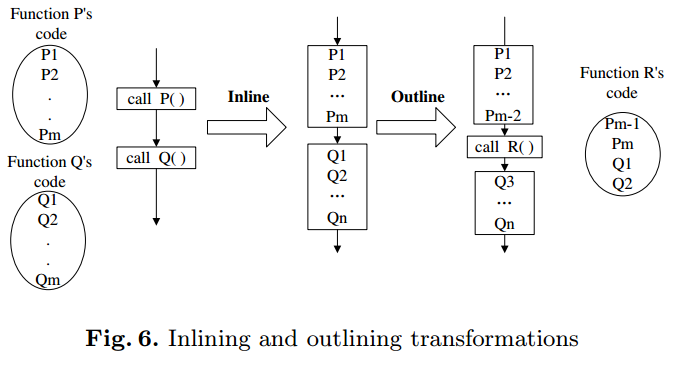 Function P's
code
P1
P2
.
.
Pm
Function Q's
code
Q1
Q2
.
.
Qm
call P( )
call Q( )
Inline
P1
P2
...
Pm
Q1
Q2
...
Qn
Outline
P1
P2
...
Pm-2
call R( )
Q3
...
Qn
Function R's
code
Pm-1
Pm
Q1
Q2
Fig. 6. Inlining and outlining transformations